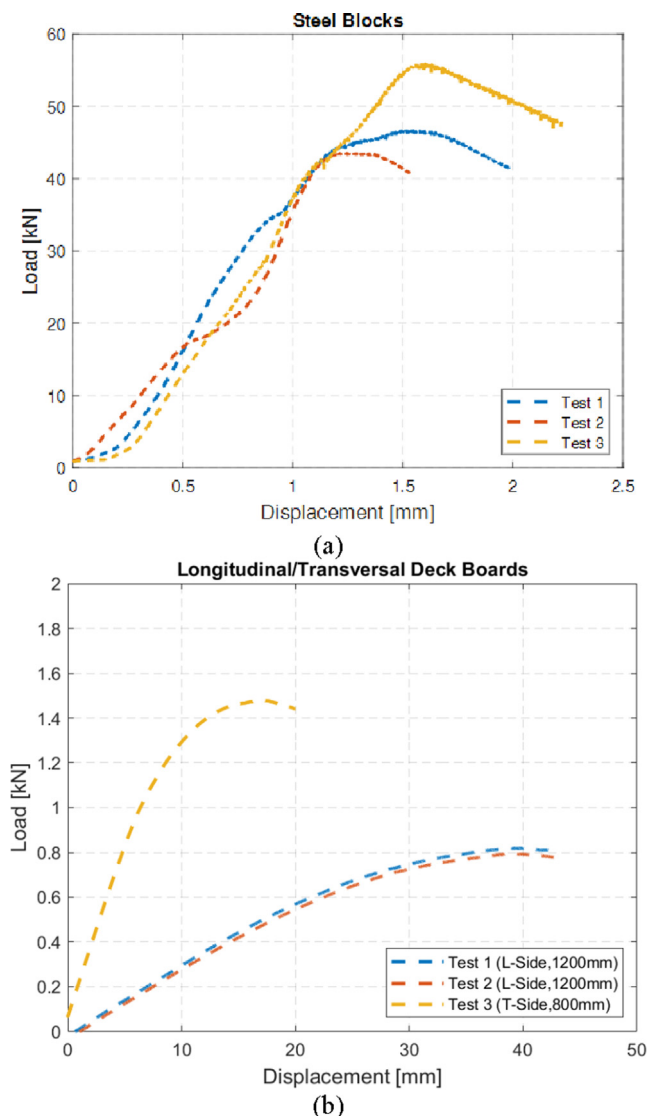 Steel Blocks
60
50
40
30
20
10
0
Load [kN]
0 0.5 1 1.5 2 2.5
Displacement [mm]
Test 1
Test 2
Test 3
(a)
Longitudinal/Transversal Deck Boards
2
1.8
1.6
1.4
1.2
1
0.8
0.6
0.4
0.2
0
Load [kN]
0 10 20 30 40 50
Displacement [mm]
Test 1 (L-Side,1200mm)
Test 2 (L-Side,1200mm)
Test 3 (T-Side,800mm)
(b)